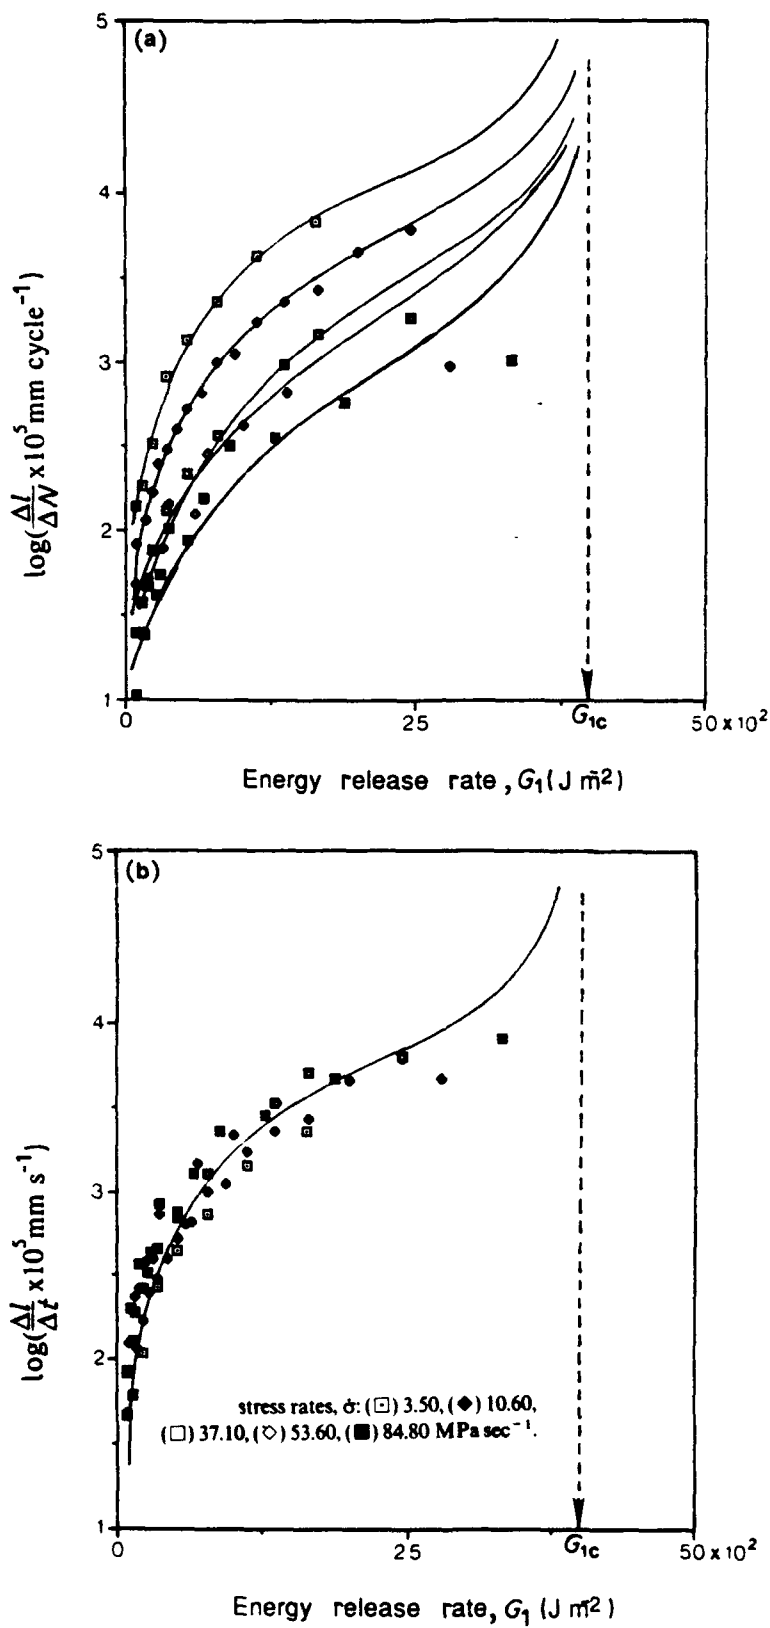 5
(a)
4
3
2
1
log(Δl/ΔN x10⁵ mm cycle⁻¹)
0 25 G₁c 50 x 10²
Energy release rate, G₁(J m̄²)
5
(b)
4
3
2
1
log(Δl/Δt x10⁵ mm s⁻¹)
stress rates, σ̇: (⊡) 3.50, (◆) 10.60,
(□) 37.10, (◇) 53.60, (■) 84.80 MPa sec⁻¹.
0 25 G₁c 50 x 10²
Energy release rate, G₁ (J m̄²)